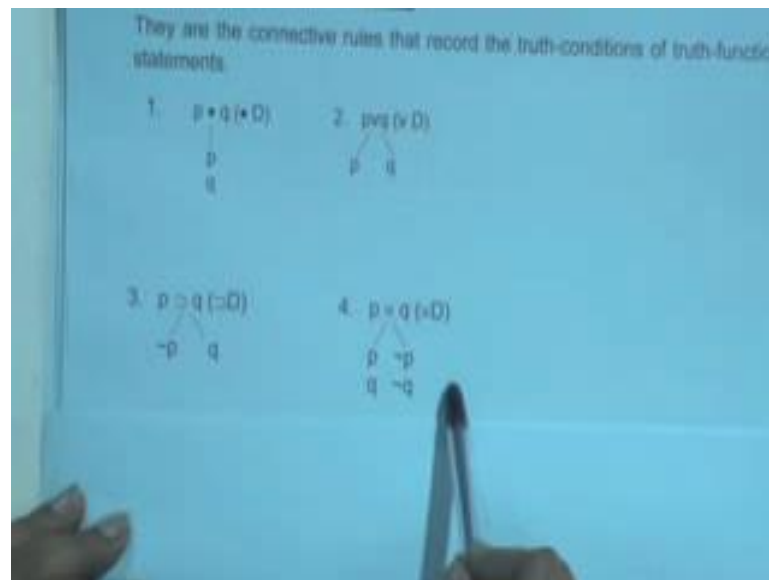 They are the connective rules that record the truth-conditions of truth-functio
statements
1. p • q (• D) 2. pvq (v D)
p p q
q
3. p ⊃ q (⊃D) 4. p ≡ q (≡D)
~p q p ~p
q ~q